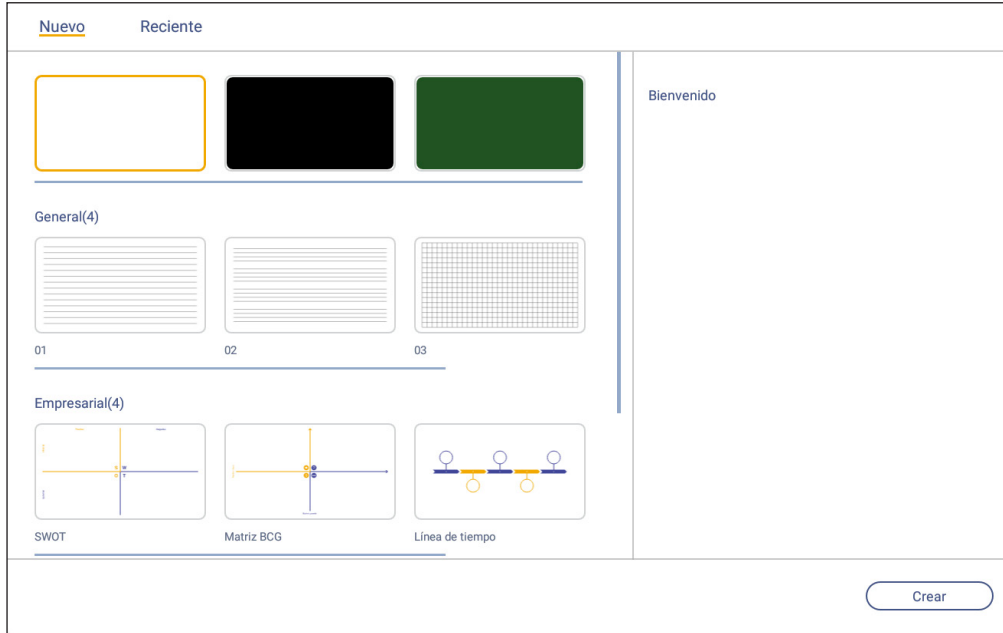 Nuevo Reciente
Bienvenido
General(4)
01 02 03
Empresarial(4)
SWOT Matriz BCG Línea de tiempo
Crear